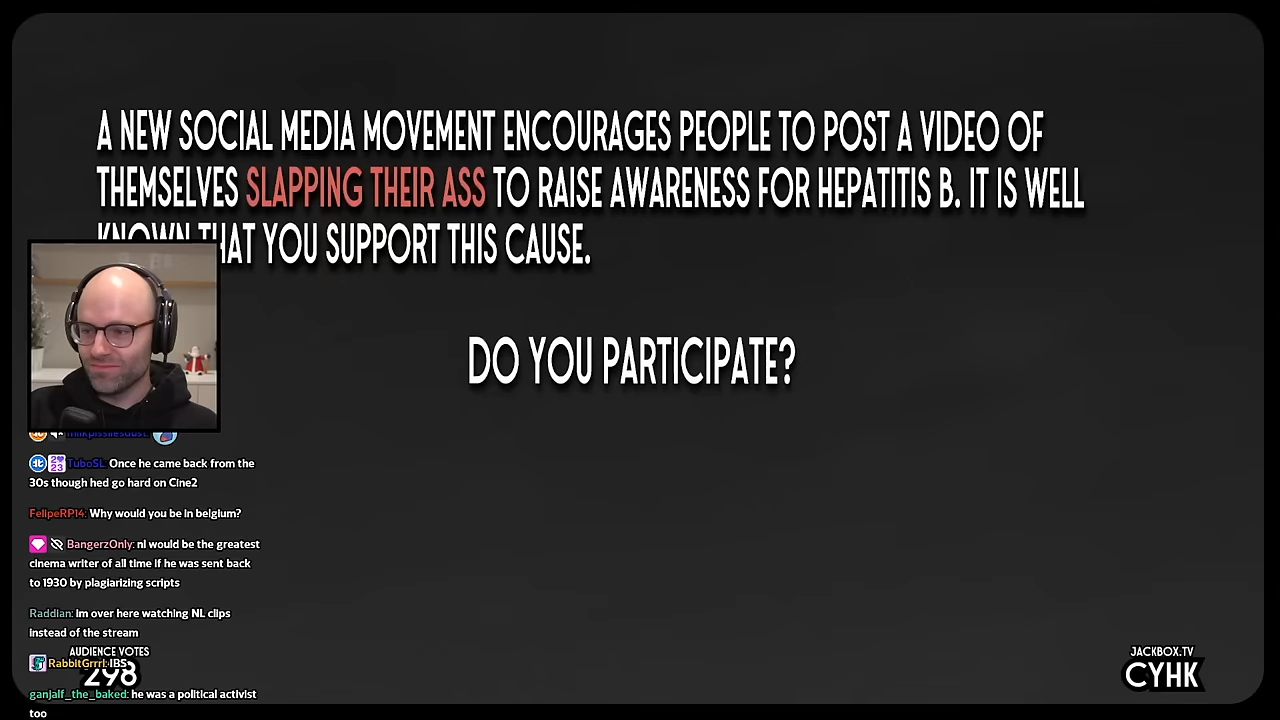 A NEW SOCIAL MEDIA MOVEMENT ENCOURAGES PEOPLE TO POST A VIDEO OF
THEMSELVES SLAPPING THEIR ASS TO RAISE AWARENESS FOR HEPATITIS B. IT IS WELL
KNOWN THAT YOU SUPPORT THIS CAUSE.
DO YOU PARTICIPATE?
TuboSL: Once he came back from the
30s though hed go hard on Cine2
FelipeRP14: Why would you be in belgium?
BangerzOnly: nl would be the greatest
cinema writer of all time if he was sent back
to 1930 by plagiarizing scripts
Raddian: im over here watching NL clips
instead of the stream
AUDIENCE VOTES
RabbitGrrrl: IBS
298
ganjalf_the_baked: he was a political activist
too
JACKBOX.TV
CYHK